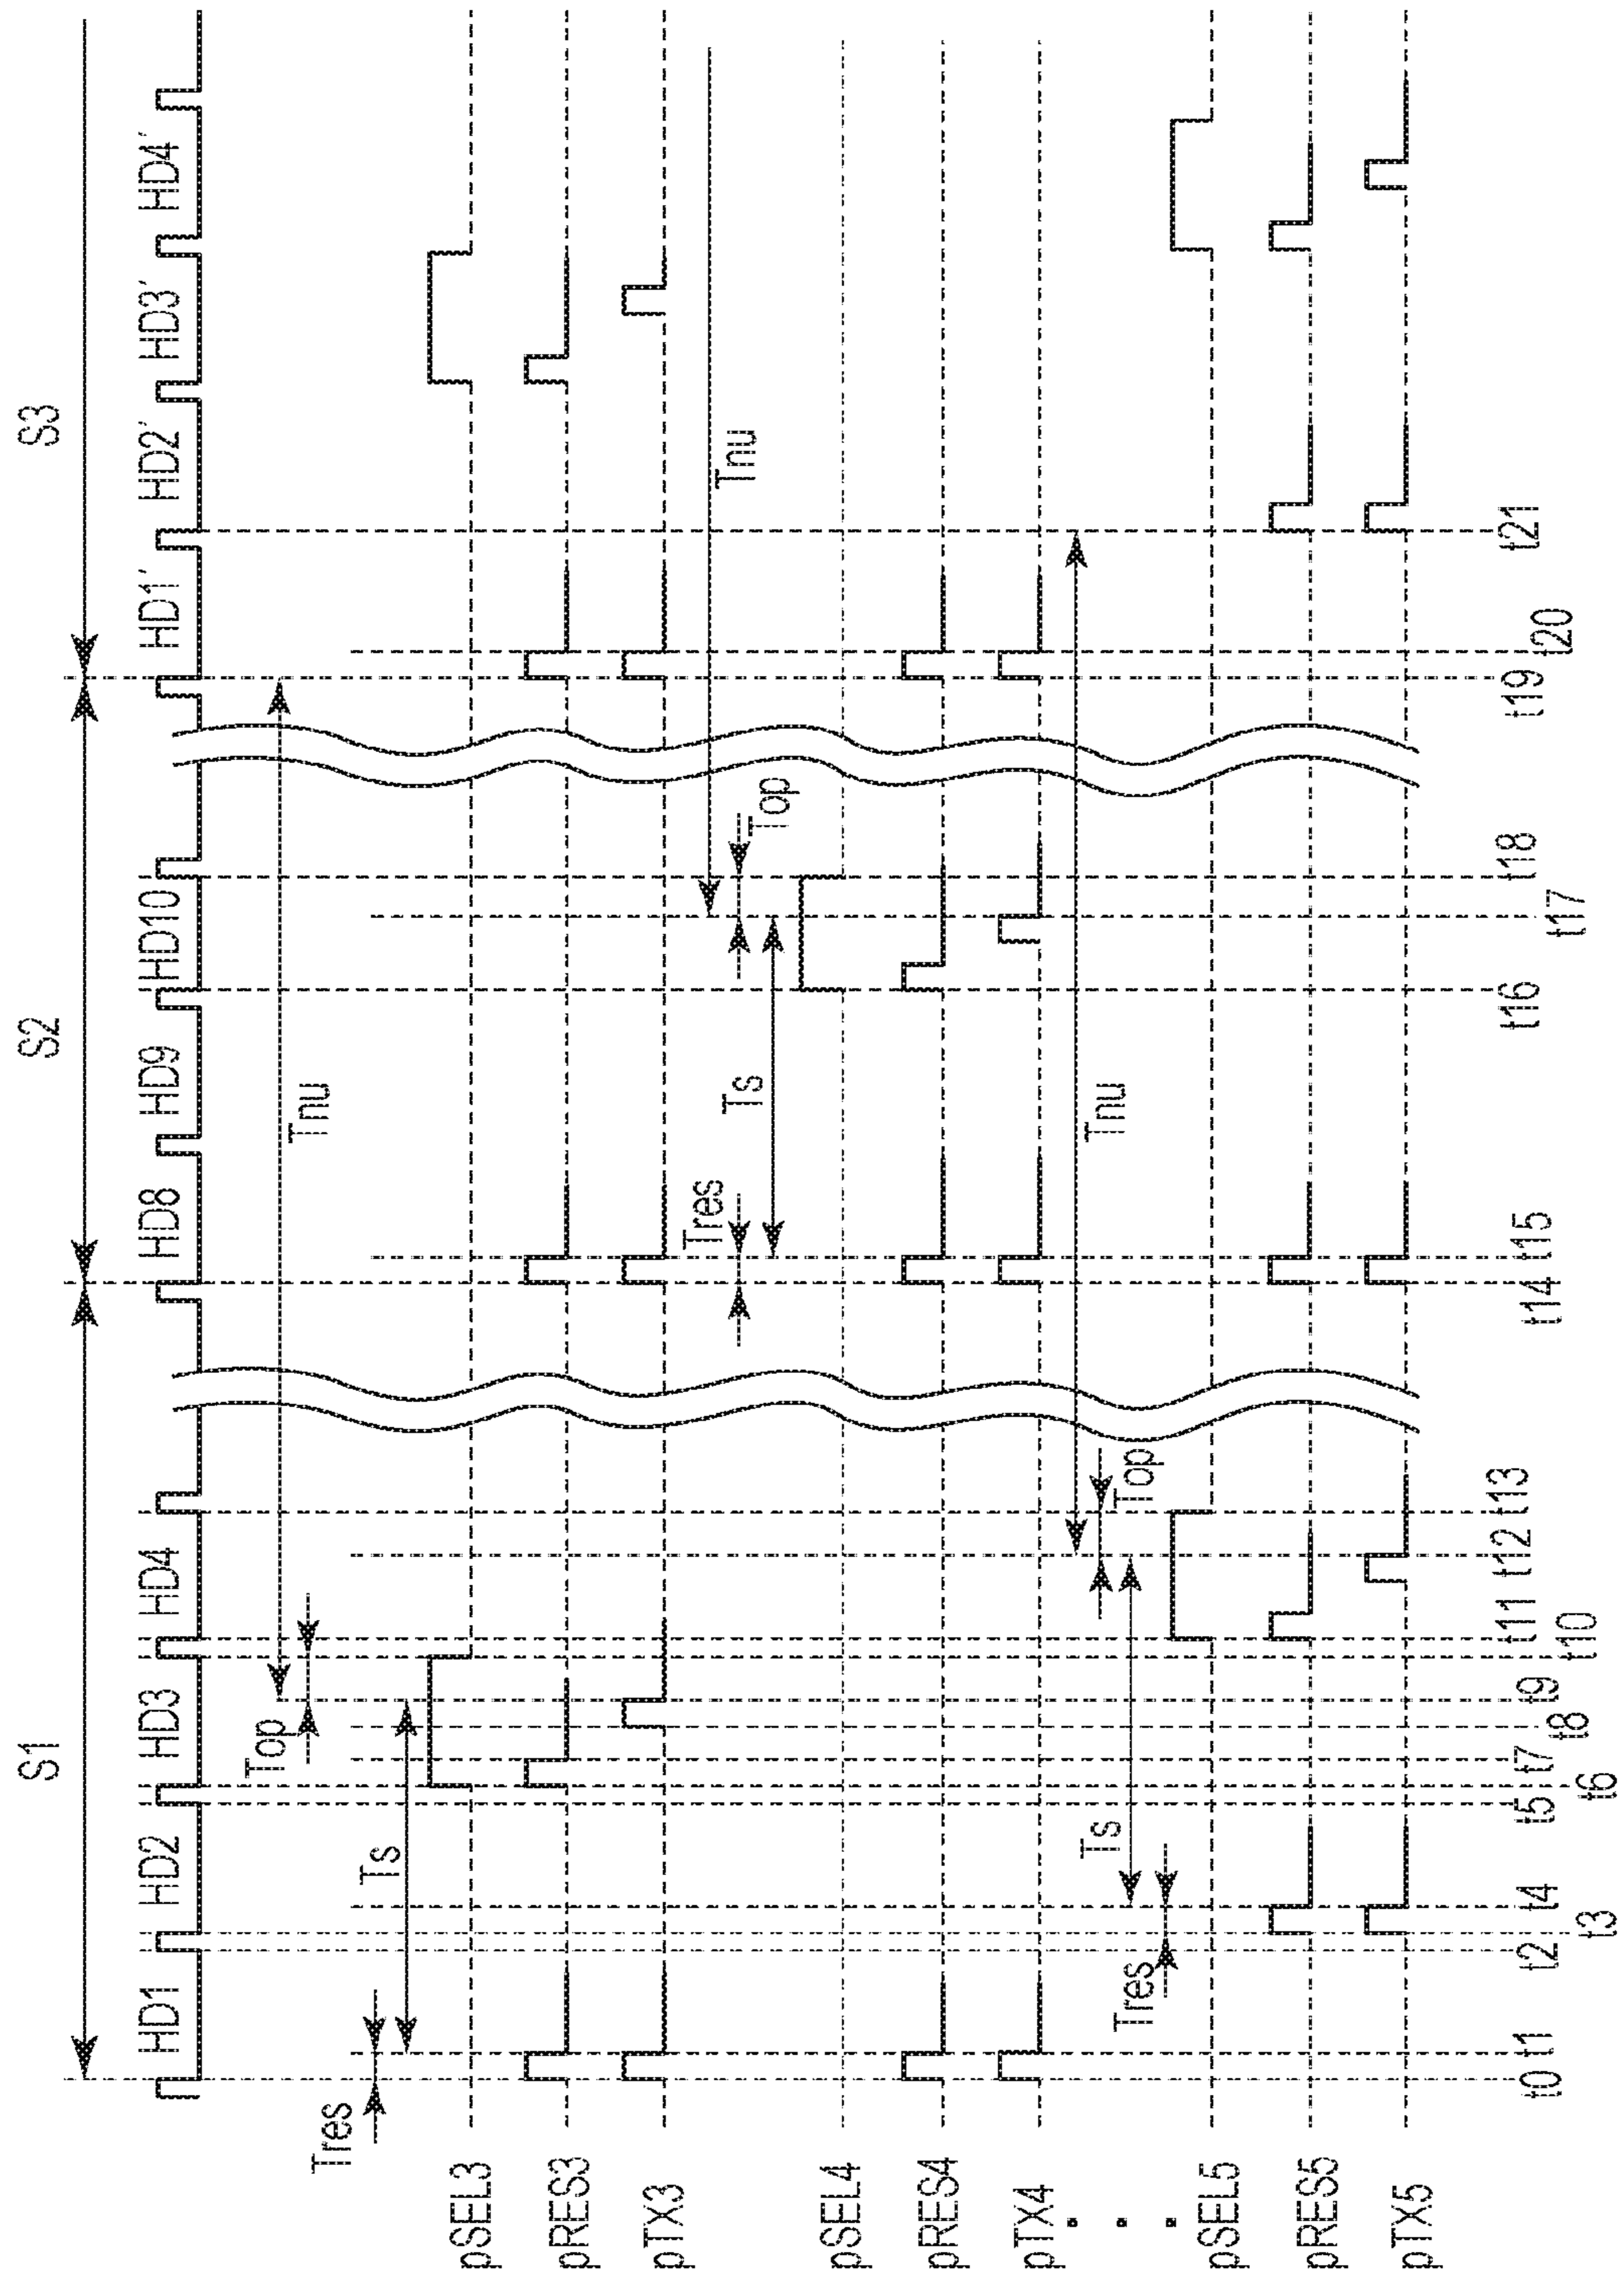 S1 S2 S3
HD1 HD2 HD3 HD4 HD8 HD9 HD10 HD1´ HD2´ HD3´ HD4´
Tnu
Top
Tres Ts
pSEL3
pRES3
pTX3
Tnu
Tres Top
Ts
pSEL4
pRES4
pTX4
Tnu
. . .
Top
Ts
Tres
pSEL5
pRES5
pTX5
t0 t1 t2 t3 t4 t5 t6 t7 t8 t9 t10 t11 t12 t13 t14 t15 t16 t17 t18 t19 t20 t21